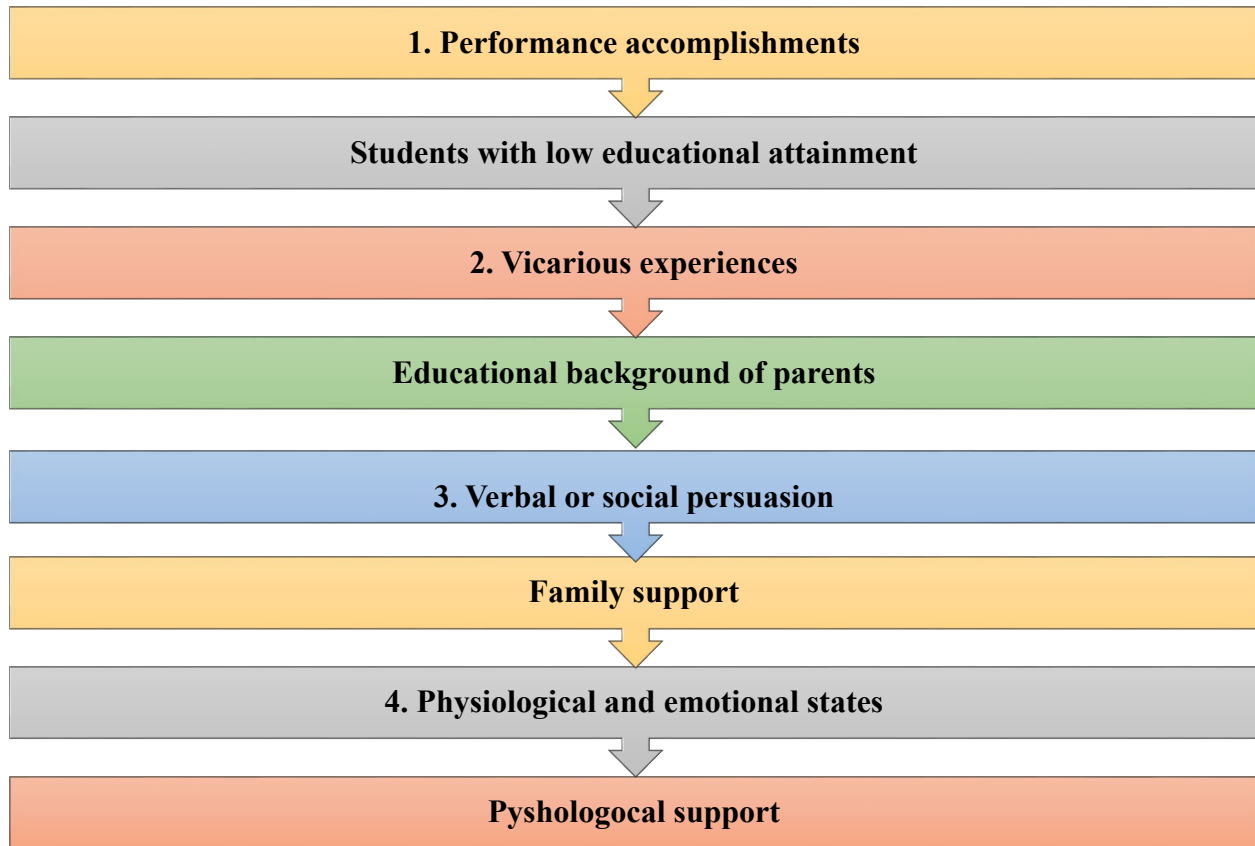 1. Performance accomplishments
Students with low educational attainment
2. Vicarious experiences
Educational background of parents
3. Verbal or social persuasion
Family support
4. Physiological and emotional states
Pyshologocal support